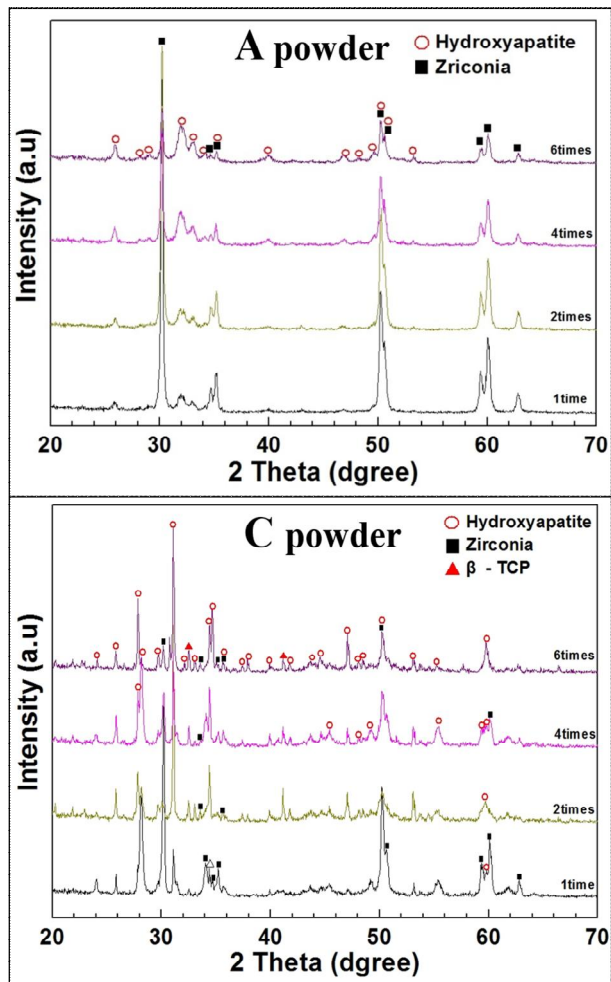 A powder
Hydroxyapatite
Zriconia
6times
4times
2times
1time
Intensity (a.u)
20 30 40 50 60 70
2 Theta (dgree)
C powder
Hydroxyapatite
Zirconia
β - TCP
6times
4times
2times
1time
Intensity (a.u)
20 30 40 50 60 70
2 Theta (dgree)